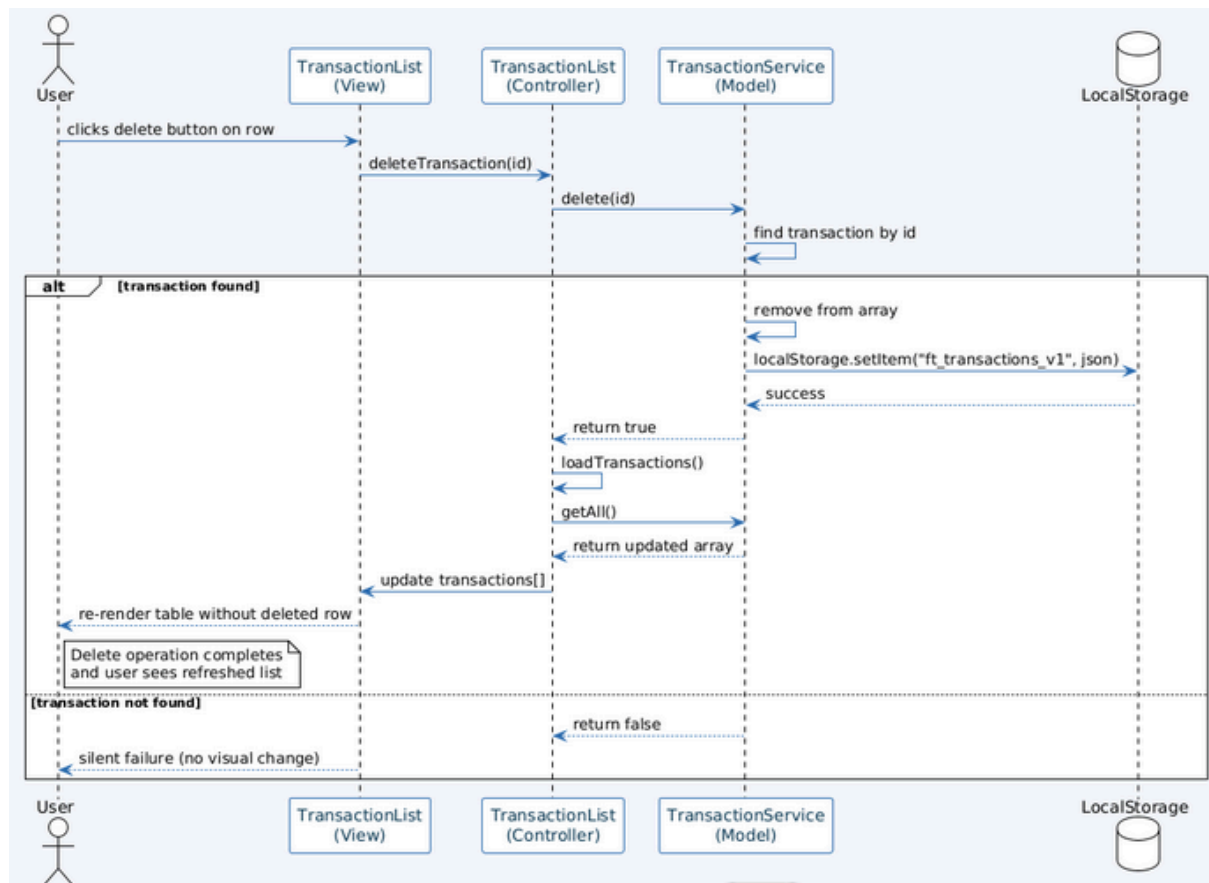 User
TransactionList
(View)
TransactionList
(Controller)
TransactionService
(Model)
LocalStorage
clicks delete button on row
deleteTransaction(id)
delete(id)
find transaction by id
alt
[transaction found]
remove from array
localStorage.setItem("ft_transactions_v1", json)
success
return true
loadTransactions()
getAll()
return updated array
update transactions[]
re-render table without deleted row
Delete operation completes
and user sees refreshed list
[transaction not found]
return false
silent failure (no visual change)
User
TransactionList
(View)
TransactionList
(Controller)
TransactionService
(Model)
LocalStorage